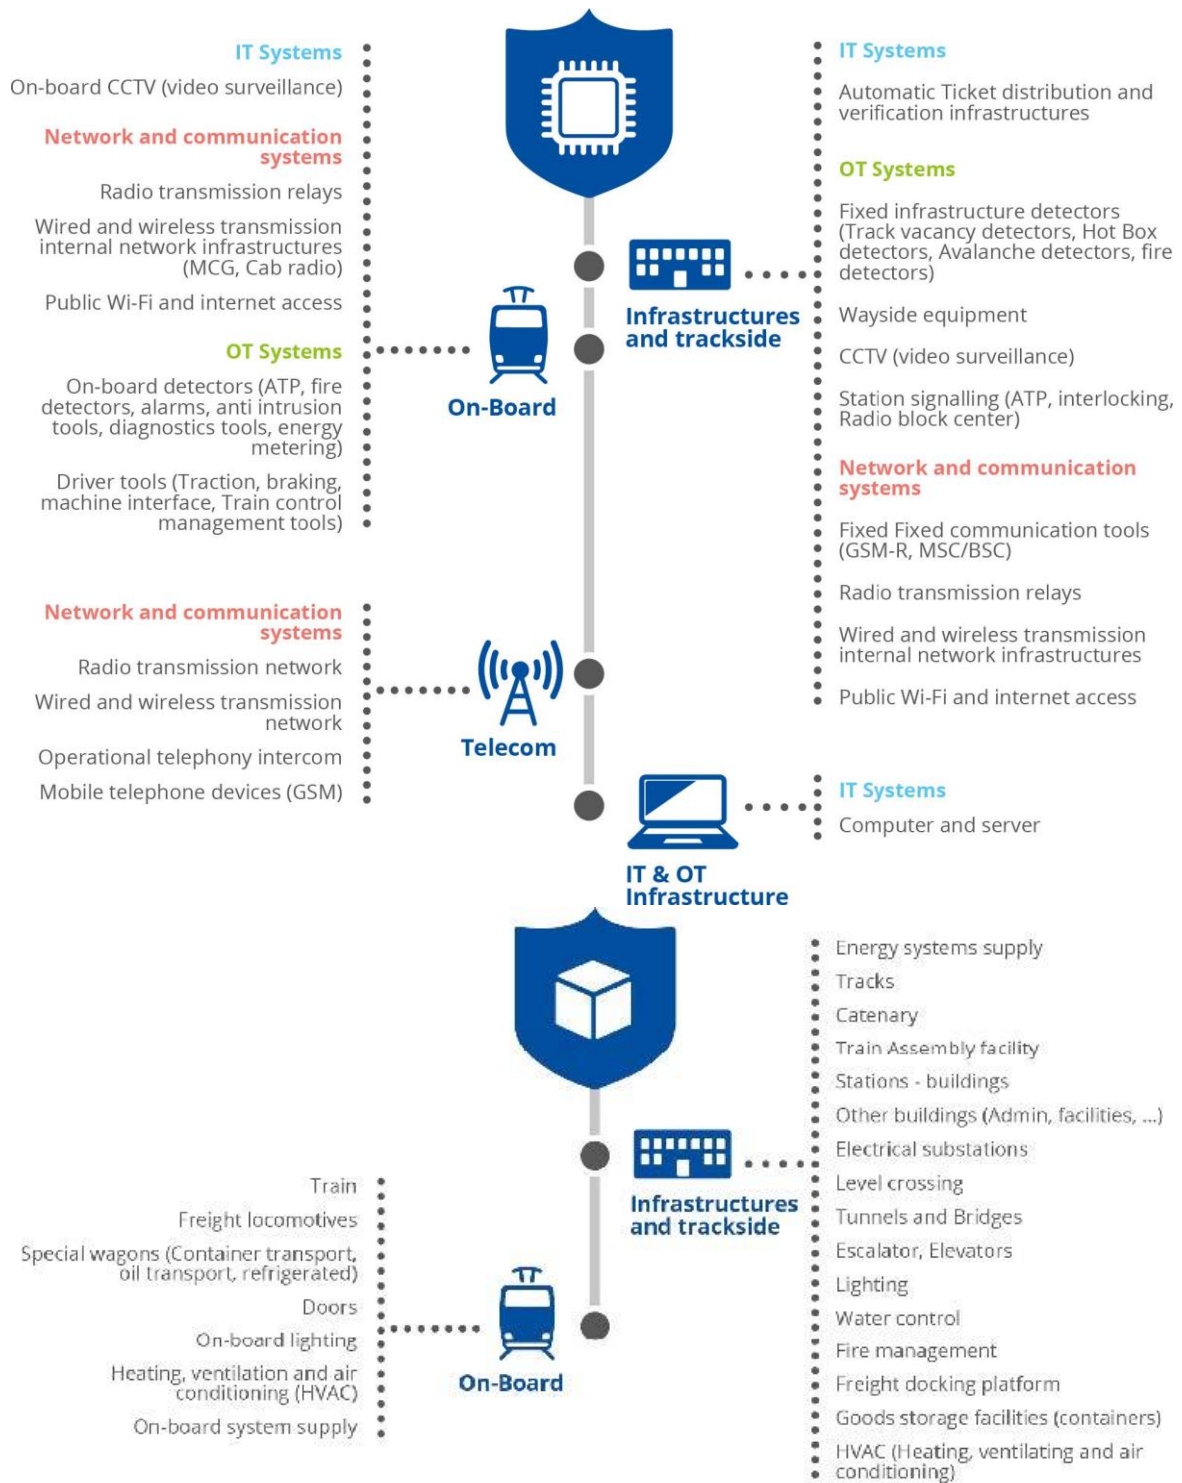 IT Systems
On-board CCTV (video surveillance)
Network and communication
systems
Radio transmission relays
Wired and wireless transmission
internal network infrastructures
(MCG, Cab radio)
Public Wi-Fi and internet access
OT Systems
On-board detectors (ATP, fire
detectors, alarms, anti intrusion
tools, diagnostics tools, energy
metering)
Driver tools (Traction, braking,
machine interface, Train control
management tools)
On-Board
IT Systems
Automatic Ticket distribution and
verification infrastructures
OT Systems
Fixed infrastructure detectors
(Track vacancy detectors, Hot Box
detectors, Avalanche detectors, fire
detectors)
Wayside equipment
CCTV (video surveillance)
Station signalling (ATP, interlocking,
Radio block center)
Network and communication
systems
Fixed Fixed communication tools
(GSM-R, MSC/BSC)
Radio transmission relays
Wired and wireless transmission
internal network infrastructures
Public Wi-Fi and internet access
Infrastructures
and trackside
Network and communication
systems
Radio transmission network
Wired and wireless transmission
network
Operational telephony intercom
Mobile telephone devices (GSM)
Telecom
IT Systems
Computer and server
IT & OT
Infrastructure
Energy systems supply
Tracks
Catenary
Train Assembly facility
Stations - buildings
Other buildings (Admin, facilities, ...)
Electrical substations
Level crossing
Tunnels and Bridges
Escalator, Elevators
Lighting
Water control
Fire management
Freight docking platform
Goods storage facilities (containers)
HVAC (Heating, ventilating and air
conditioning)
Infrastructures
and trackside
Train
Freight locomotives
Special wagons (Container transport,
oil transport, refrigerated)
Doors
On-board lighting
Heating, ventilation and air
conditioning (HVAC)
On-board system supply
On-Board